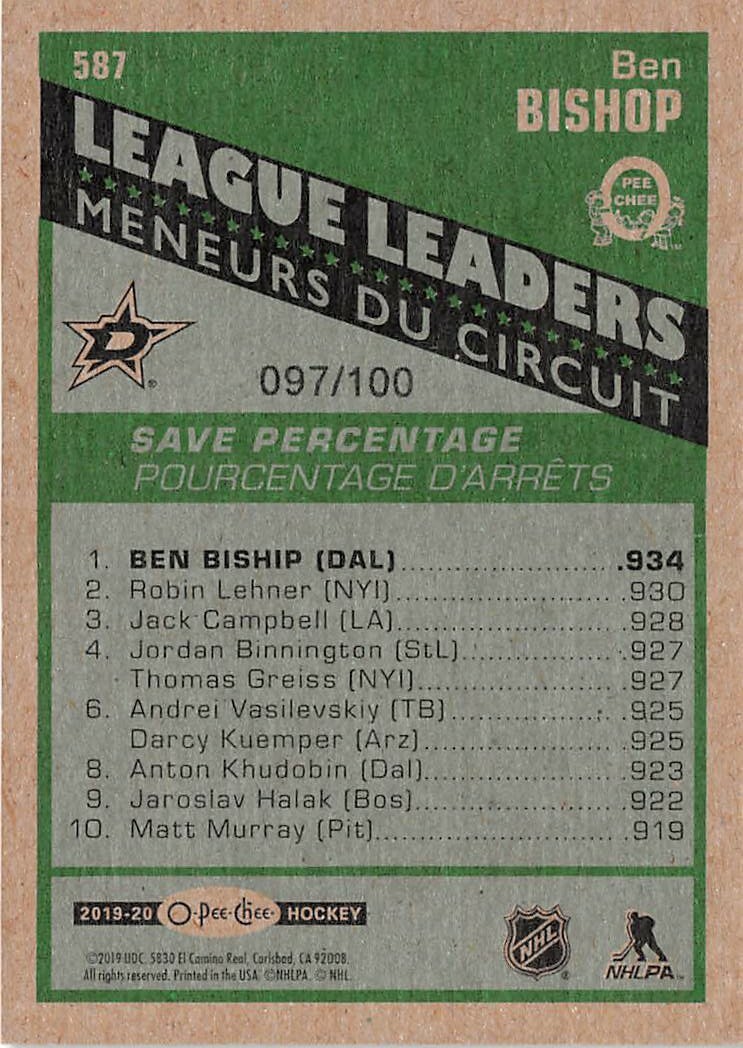 587
Ben
BISHOP
O
PEE
CHEE
LEAGUE LEADERS
MENEURS DU CIRCUIT
D
097/100
SAVE PERCENTAGE
POURCENTAGE D'ARRÊTS
1. BEN BISHIP (DAL)........................ .934
2. Robin Lehner (NYI)........................ .930
3. Jack Campbell (LA)........................ .928
4. Jordan Binnington (StL)................. .927
Thomas Greiss (NYI)..................... .927
6. Andrei Vasilevskiy (TB).................. .925
Darcy Kuemper (Arz).................... .925
8. Anton Khudobin (Dal).................... .923
9. Jaroslav Halak (Bos)..................... .922
10. Matt Murray (Pit)......................... .919
2019-20 O-Pee-Chee HOCKEY
©2019 UDC. 5830 El Camino Real, Carlsbad, CA 92008.
All rights reserved. Printed in the USA. ©NHLPA. © NHL.
NHL
NHLPA